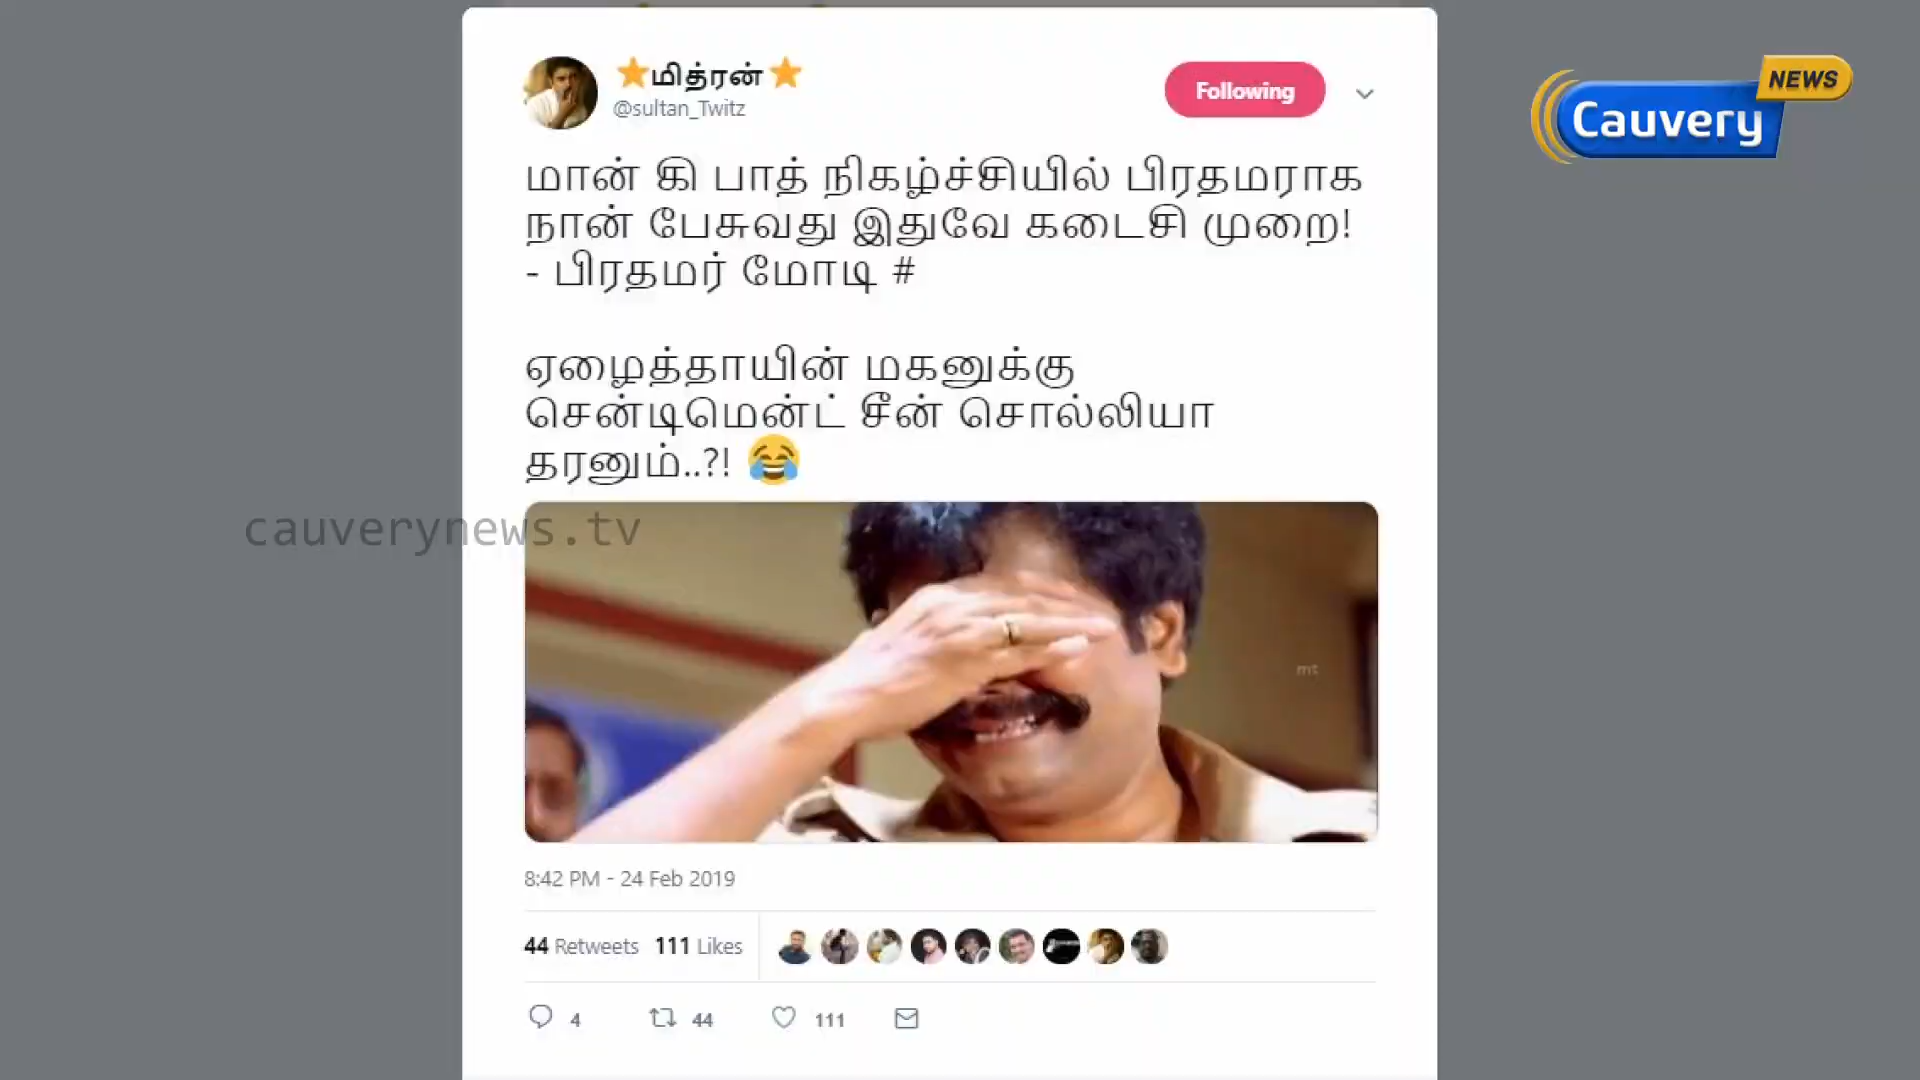 ⭐மித்ரன்⭐
@sultan_Twitz
Following
NEWS
Cauvery
மான் கி பாத் நிகழ்ச்சியில் பிரதமராக
நான் பேசுவது இதுவே கடைசி முறை!
- பிரதமர் மோடி #
ஏழைத்தாயின் மகனுக்கு
சென்டிமென்ட் சீன் சொல்லியா
தரனும்..?! 😂
cauverynews.tv
mt
8:42 PM - 24 Feb 2019
44 Retweets 111 Likes
4 44 111